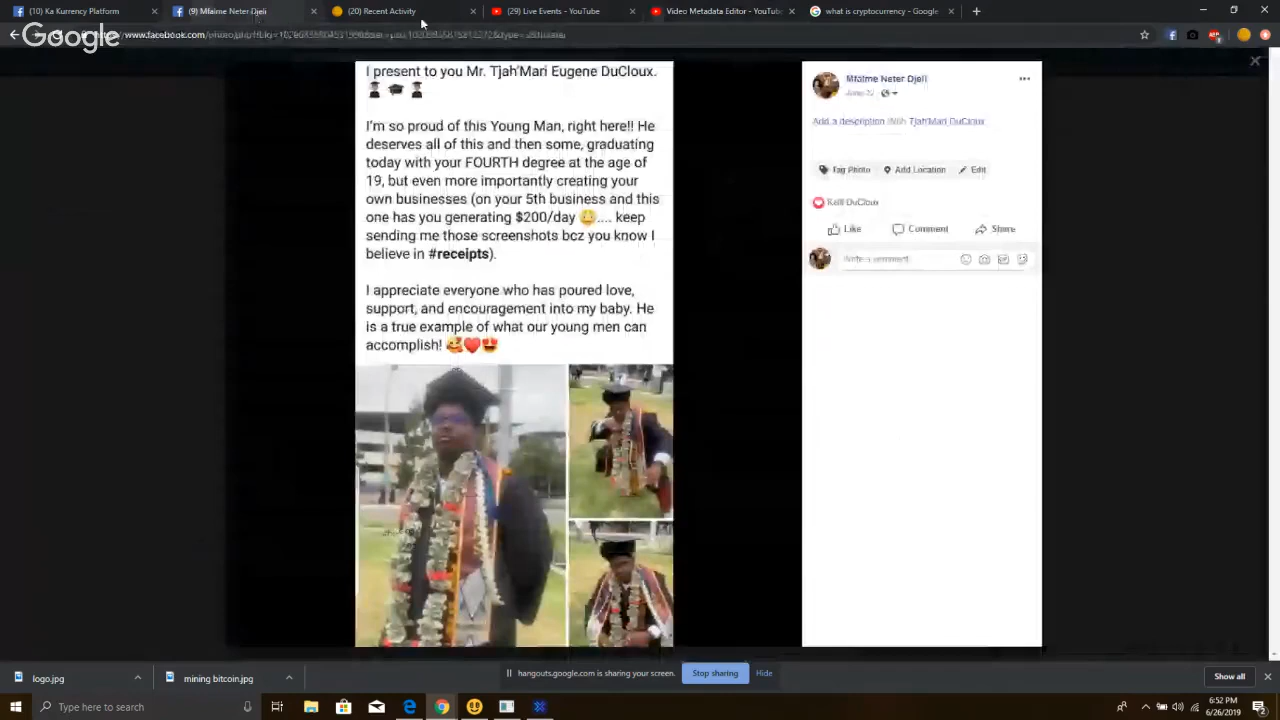 (1) Ka Kurrency Platform
(9) Mfalme Neter Djeli
(20) Recent Activity
(29) Live Events - YouTube
Video Metadata Editor - YouTube
what is cryptocurrency - Google
Google
I present to you Mr. Tjah'Mari Eugene DuCloux.
I'm so proud of this Young Man, right here!! He
deserves all of this and then some, graduating
today with your FOURTH degree at the age of
19, but even more importantly creating your
own businesses (on your 5th business and this
one has you generating $200/day 😳.... keep
sending me those screenshots bcz you know I
believe in #receipts).
I appreciate everyone who has poured love,
support, and encouragement into my baby. He
is a true example of what our young men can
accomplish! 🥰❤️😍
Mfalme Neter Djeli
Add a description With Tjah'Mari DuCloux
Tag Photo Add Location Edit
Kelli DuCloux
Like Comment Share
Write a comment
logo.jpg
mining bitcoin.jpg
hangouts.google.com is sharing your screen.
Stop sharing
Hide
Show all
Type here to search
6:52 PM
6/26/2019